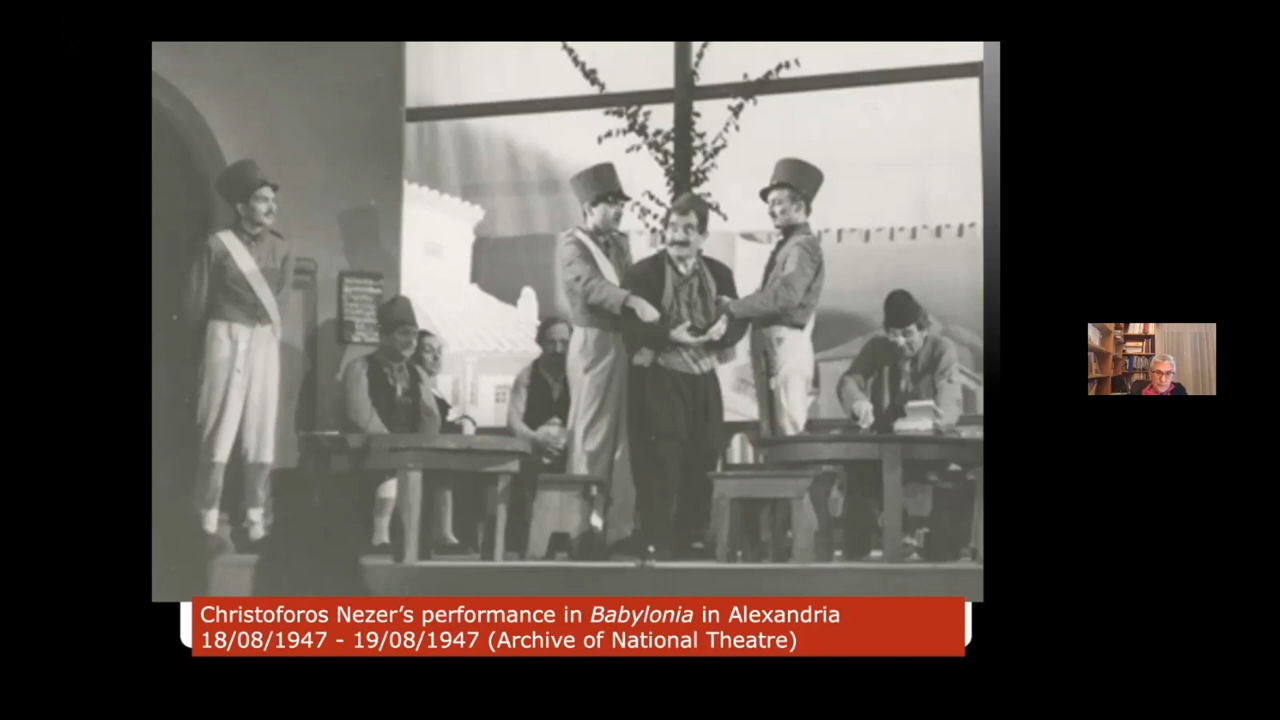 Christoforos Nezer’s performance in Babylonia in Alexandria
18/08/1947 - 19/08/1947 (Archive of National Theatre)